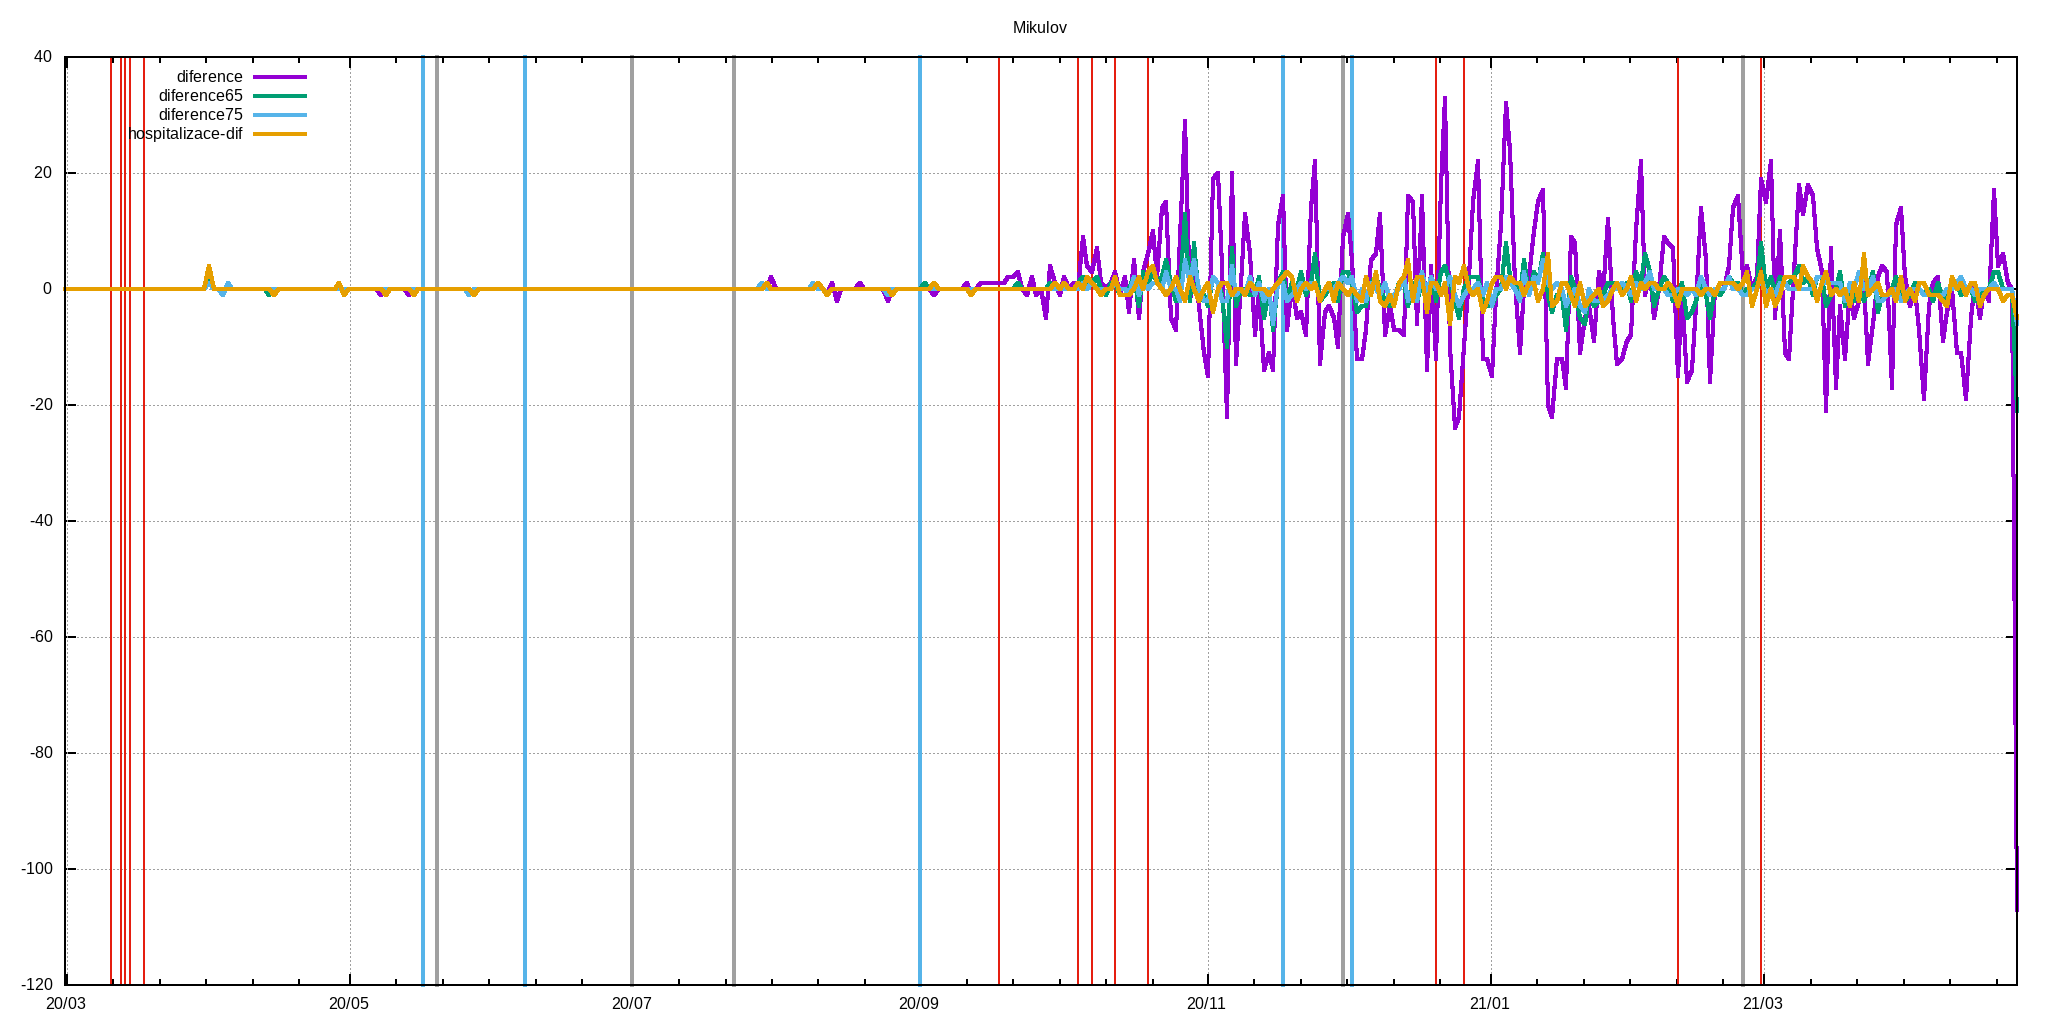 Mikulov
40
diference
diference65
diference75
hospitalizace-dif
20
0
-20
-40
-60
-80
-100
-120
20/03 20/05 20/07 20/09 20/11 21/01 21/03